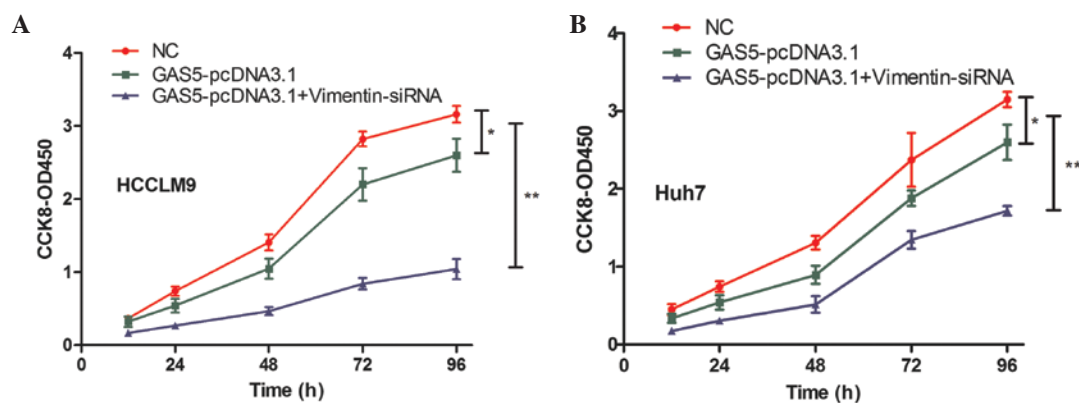 A
NC
GAS5-pcDNA3.1
GAS5-pcDNA3.1+Vimentin-siRNA
4
3
2
1
0
CCK8-OD450
HCCLM9
*
**
0 24 48 72 96
Time (h)
B
NC
GAS5-pcDNA3.1
GAS5-pcDNA3.1+Vimentin-siRNA
4
3
2
1
0
CCK8-OD450
Huh7
*
**
0 24 48 72 96
Time (h)